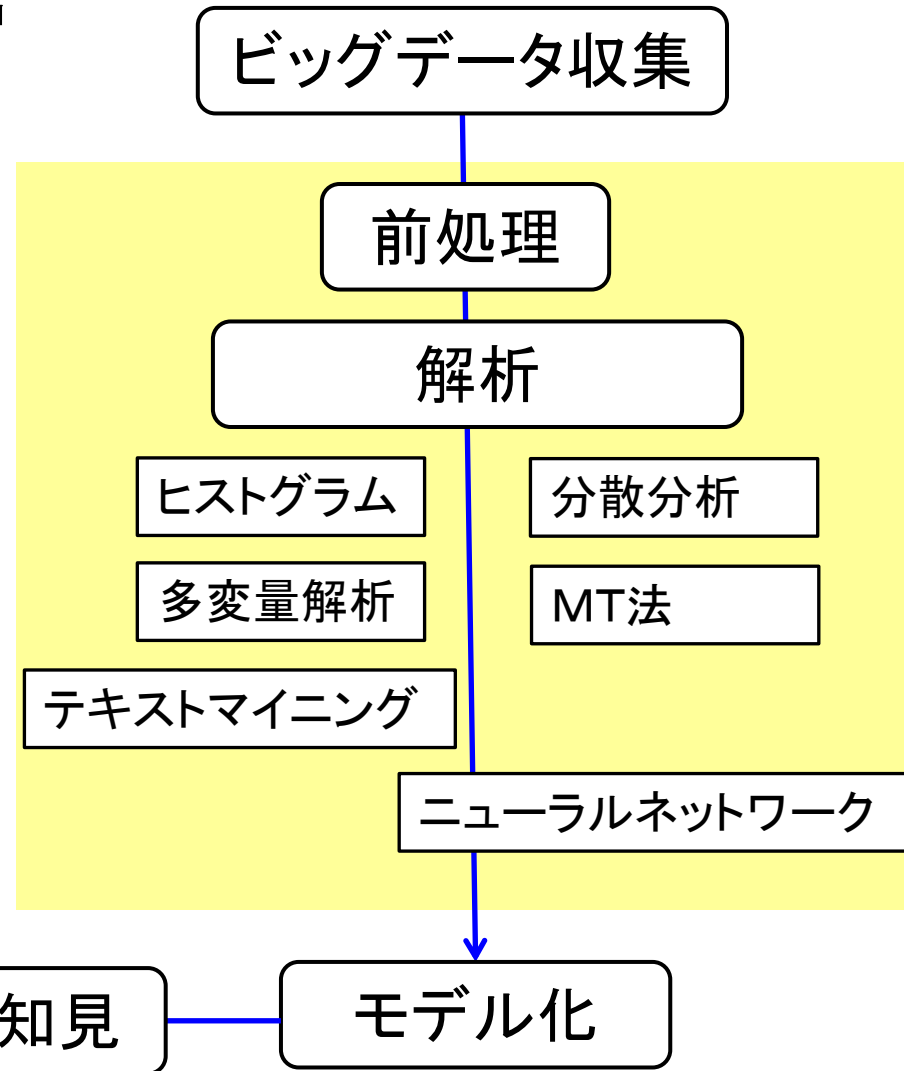 ビッグデータ収集
前処理
解析
ヒストグラム
分散分析
多変量解析
MT法
テキストマイニング
ニューラルネットワーク
知見
モデル化